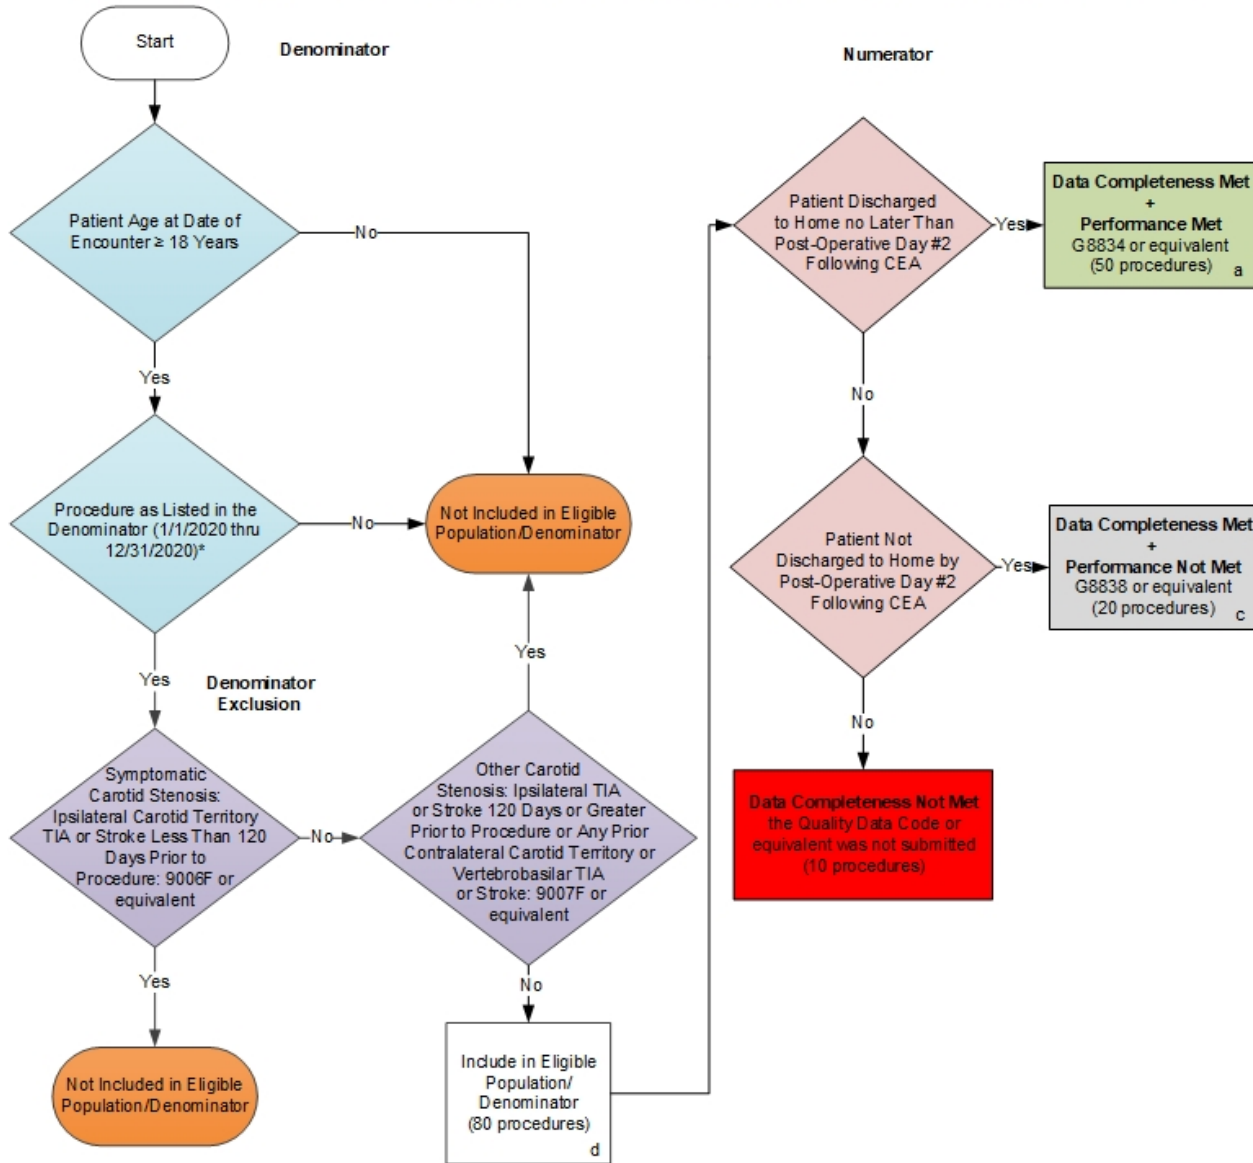 Start
Denominator
Patient Age at Date of
Encounter ≥ 18 Years
No
Yes
Procedure as Listed in the
Denominator (1/1/2020 thru
12/31/2020)*
No
Not Included in Eligible
Population/Denominator
Yes
Yes
Denominator
Exclusion
Symptomatic
Carotid Stenosis:
Ipsilateral Carotid Territory
TIA or Stroke Less Than 120
Days Prior to
Procedure: 9006F or
equivalent
No
Other Carotid
Stenosis: Ipsilateral TIA
or Stroke 120 Days or Greater
Prior to Procedure or Any Prior
Contralateral Carotid Territory or
Vertebrobasilar TIA
or Stroke: 9007F or
equivalent
Yes
No
Not Included in Eligible
Population/Denominator
Include in Eligible
Population/
Denominator
(80 procedures)
d
Numerator
Patient Discharged
to Home no Later Than
Post-Operative Day #2
Following CEA
Yes
Data Completeness Met
+
Performance Met
G8834 or equivalent
(50 procedures)
a
No
Patient Not
Discharged to Home by
Post-Operative Day #2
Following CEA
Yes
Data Completeness Met
+
Performance Not Met
G8838 or equivalent
(20 procedures)
c
No
Data Completeness Not Met
the Quality Data Code or
equivalent was not submitted
(10 procedures)